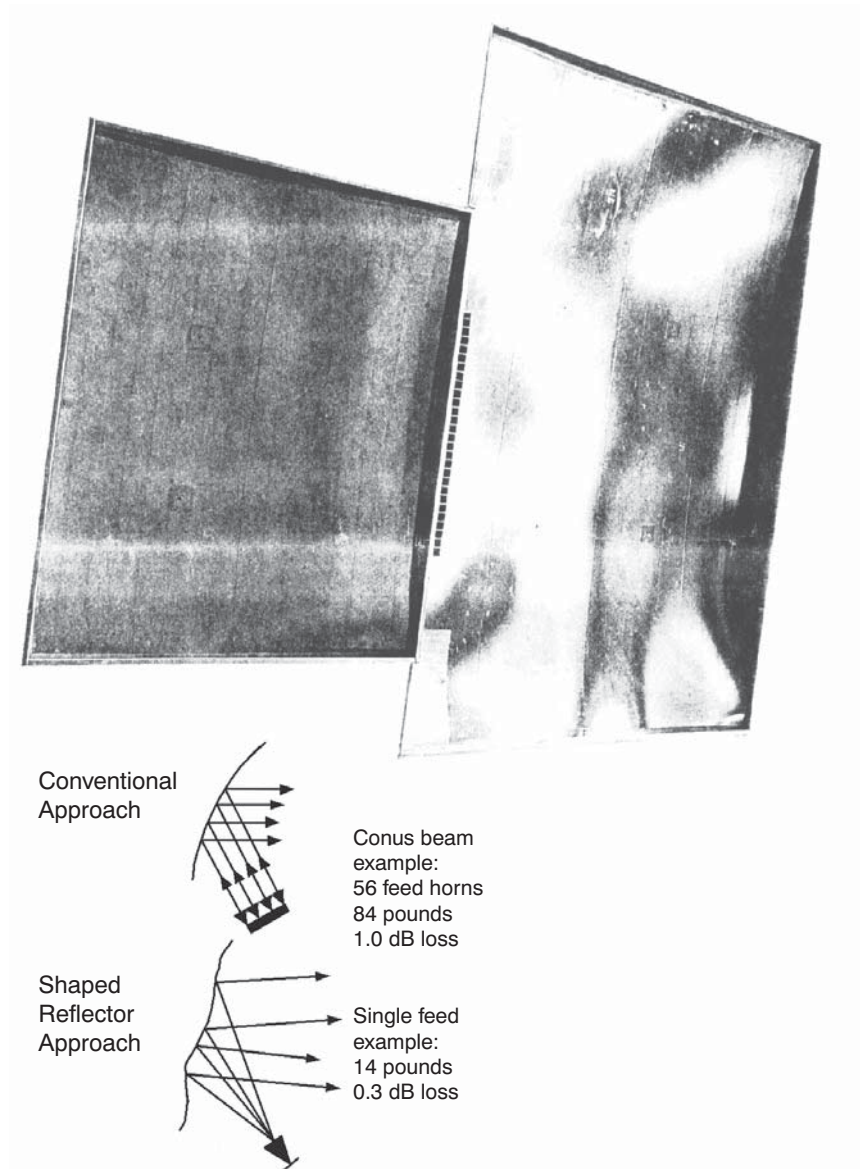 Conventional
Approach
Conus beam
example:
56 feed horns
84 pounds
1.0 dB loss
Shaped
Reflector
Approach
Single feed
example:
14 pounds
0.3 dB loss